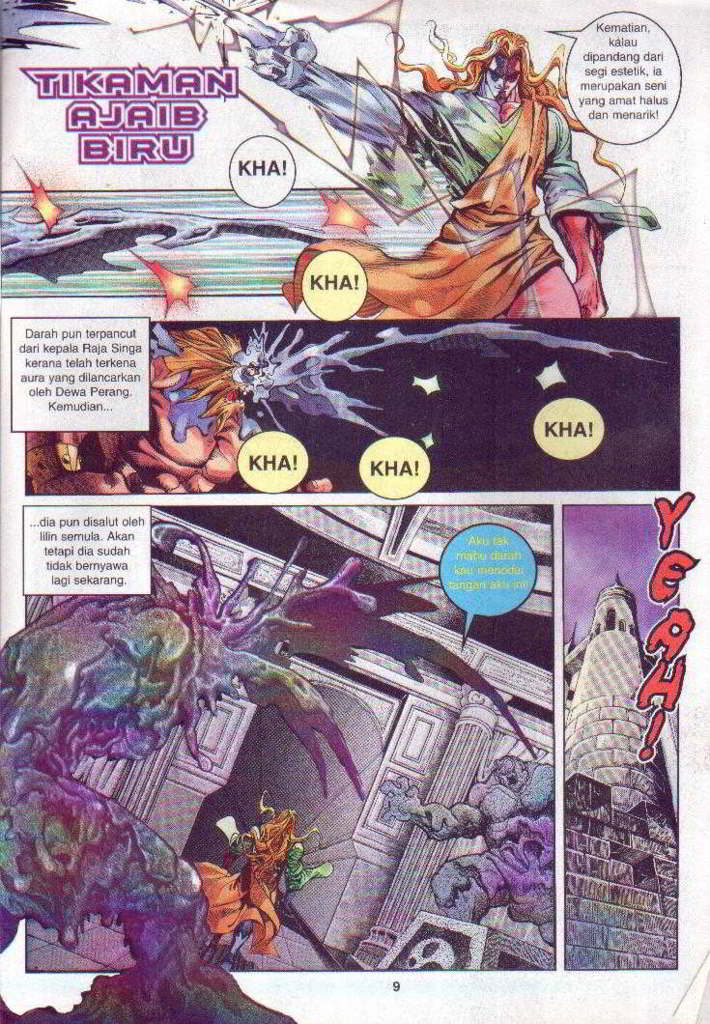 TIKAMAN
AJAIB
BIRU
Kematian,
kalau
dipandang dari
segi estetik, ia
merupakan seni
yang amat halus
dan menarik!
KHA!
KHA!
Darah pun terpancut
dari kepala Raja Singa
kerana telah terkena
aura yang dilancarkan
oleh Dewa Perang.
Kemudian...
KHA!
KHA!
KHA!
...dia pun disalut oleh
lilin semula. Akan
tetapi dia sudah
tidak bernyawa
lagi sekarang.
Aku tak
mahu darah
kau menodai
tangan aku ini!
YEAH!
9